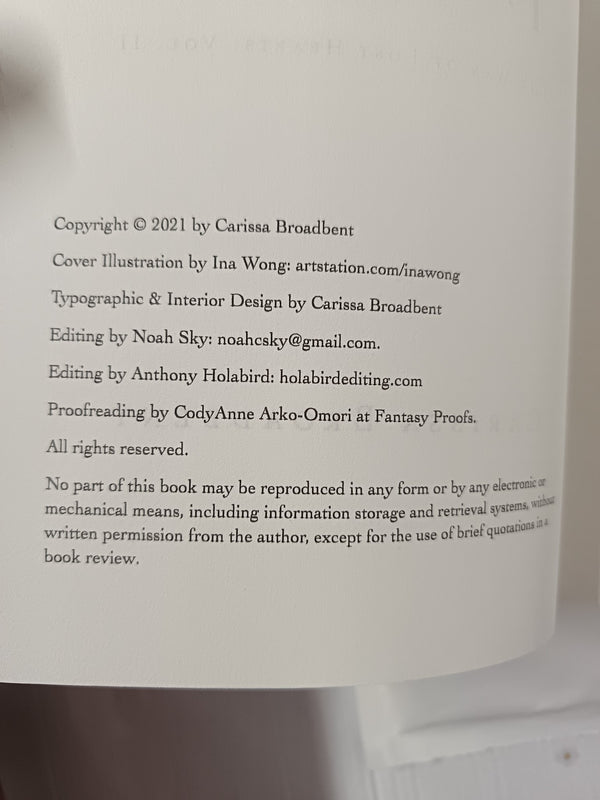 Copyright © 2021 by Carissa Broadbent
Cover Illustration by Ina Wong: artstation.com/inawong
Typographic & Interior Design by Carissa Broadbent
Editing by Noah Sky: noahcsky@gmail.com.
Editing by Anthony Holabird: holabirdediting.com
Proofreading by CodyAnne Arko-Omori at Fantasy Proofs.
All rights reserved.
No part of this book may be reproduced in any form or by any electronic or
mechanical means, including information storage and retrieval systems, without
written permission from the author, except for the use of brief quotations in a
book review.